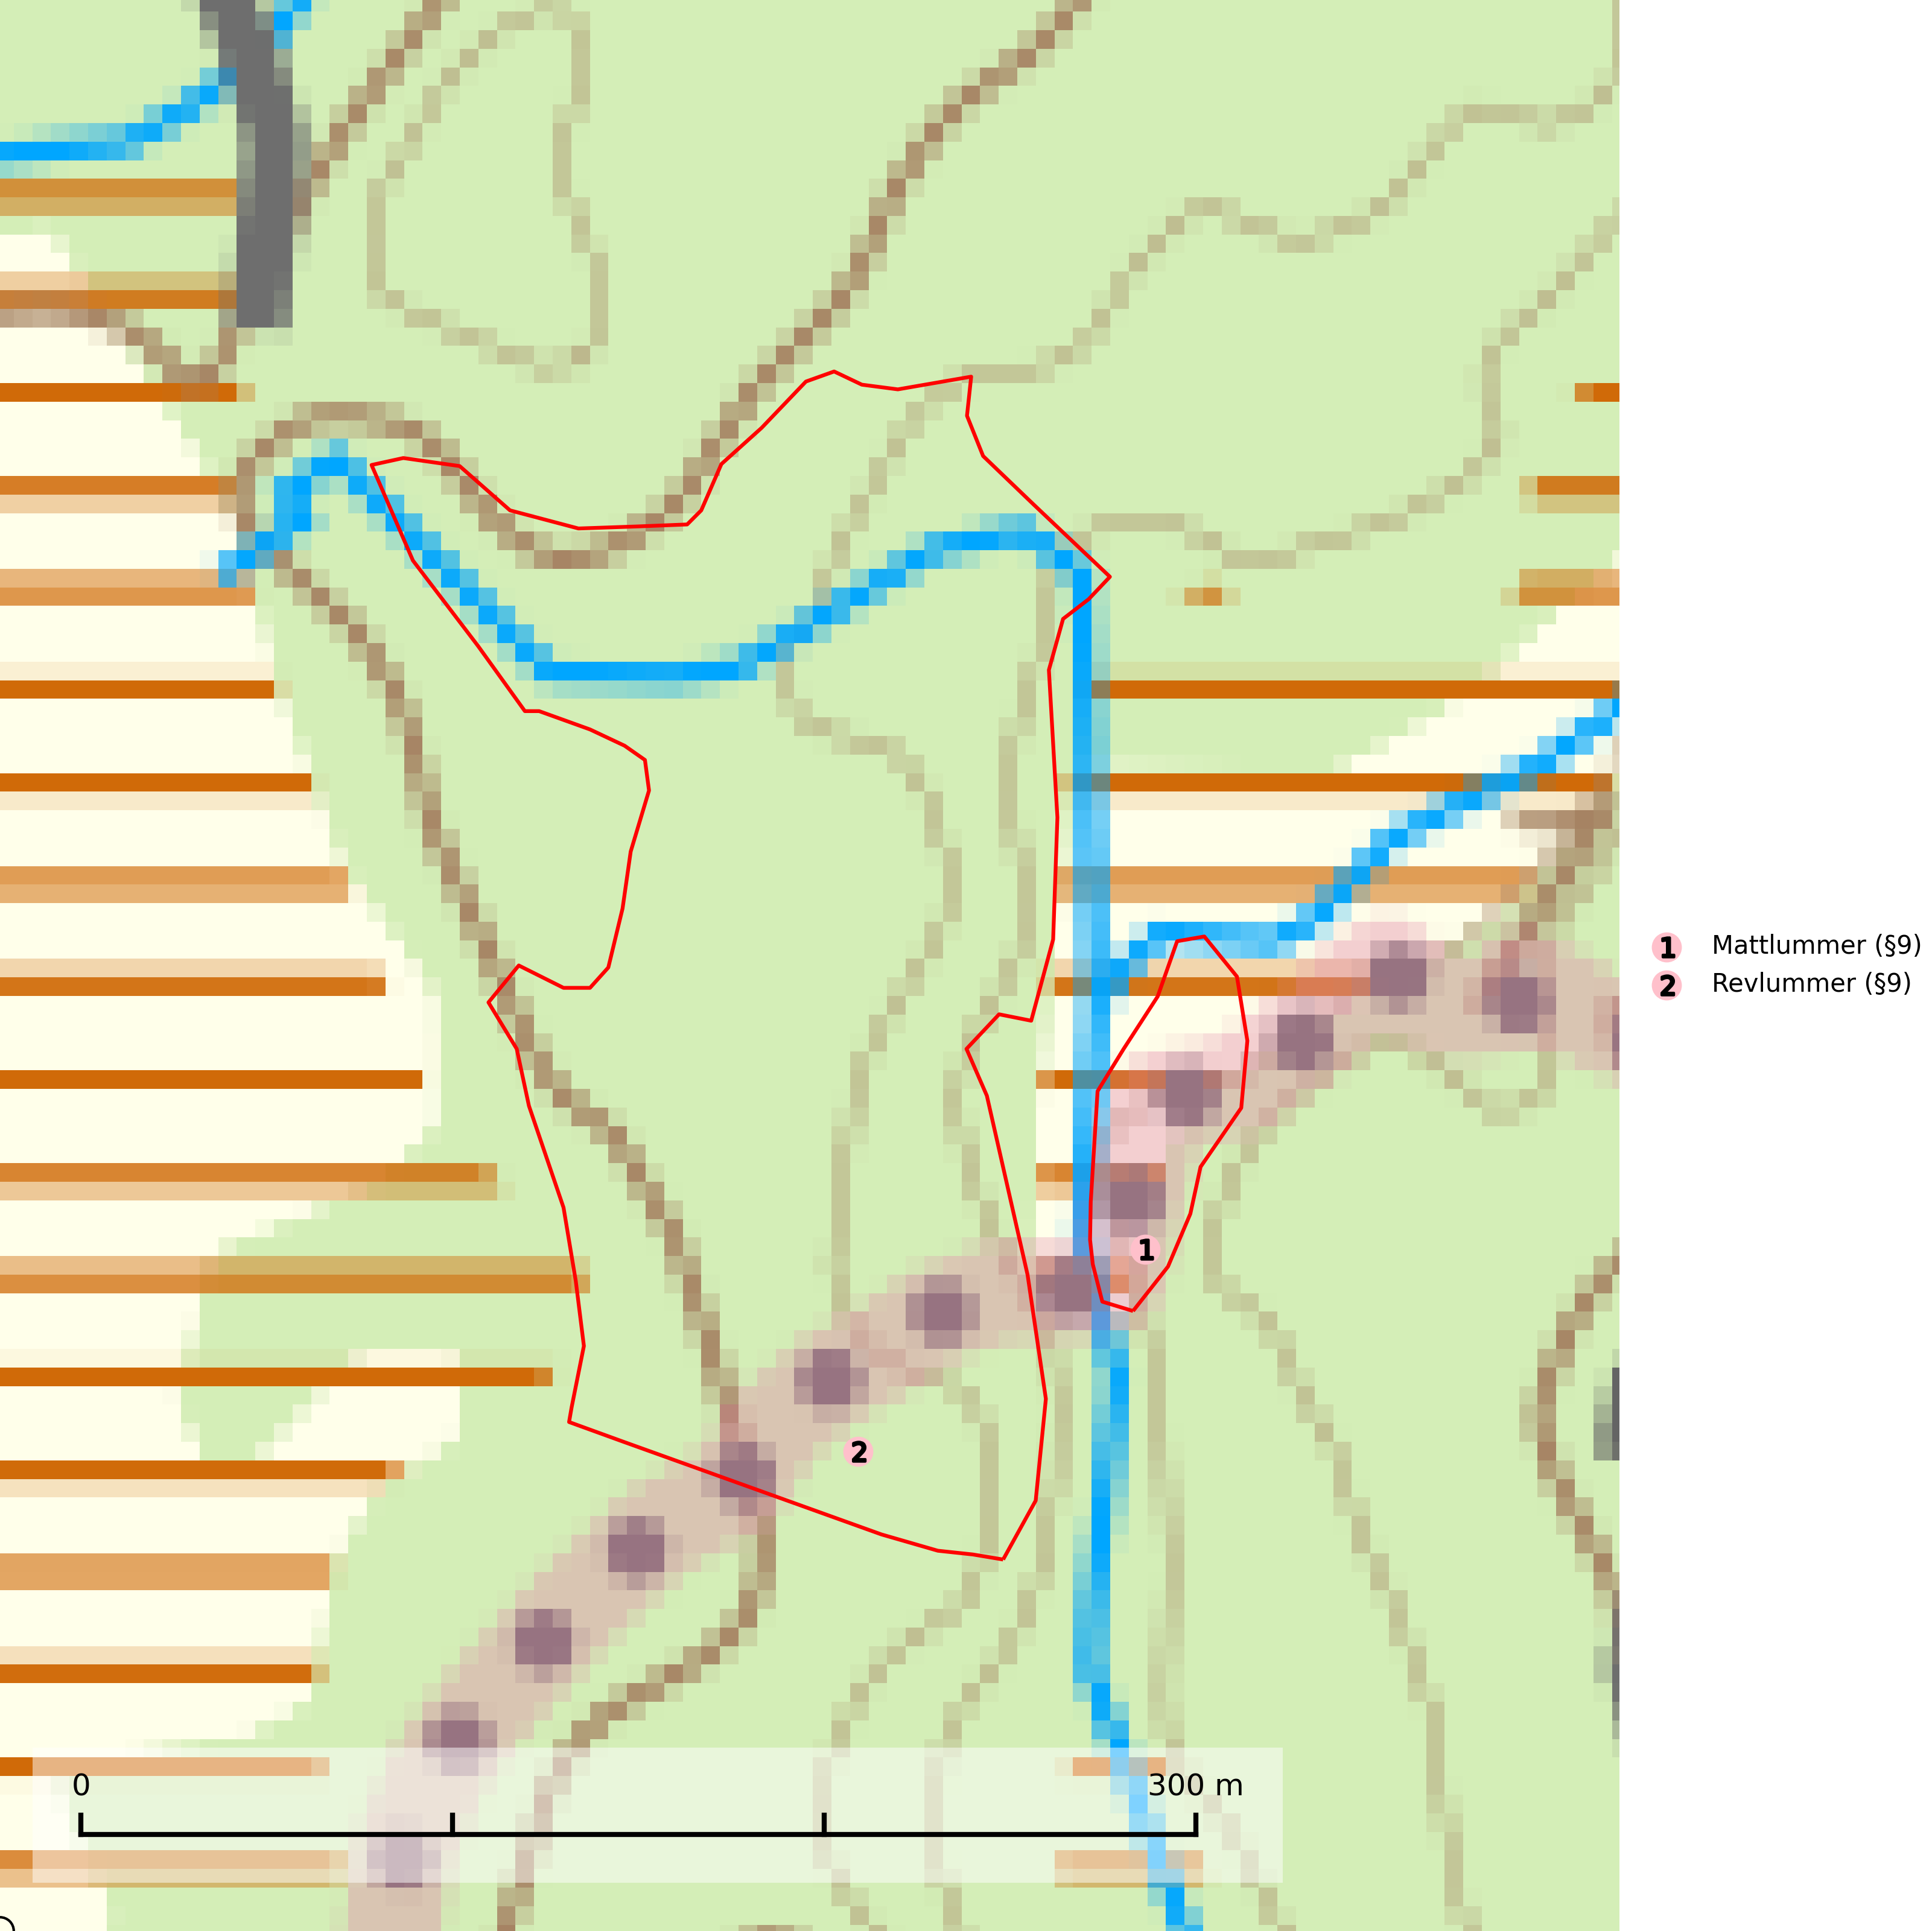 1 Mattlummer (§9)
2 Revlummer (§9)
1
2
0 300 m